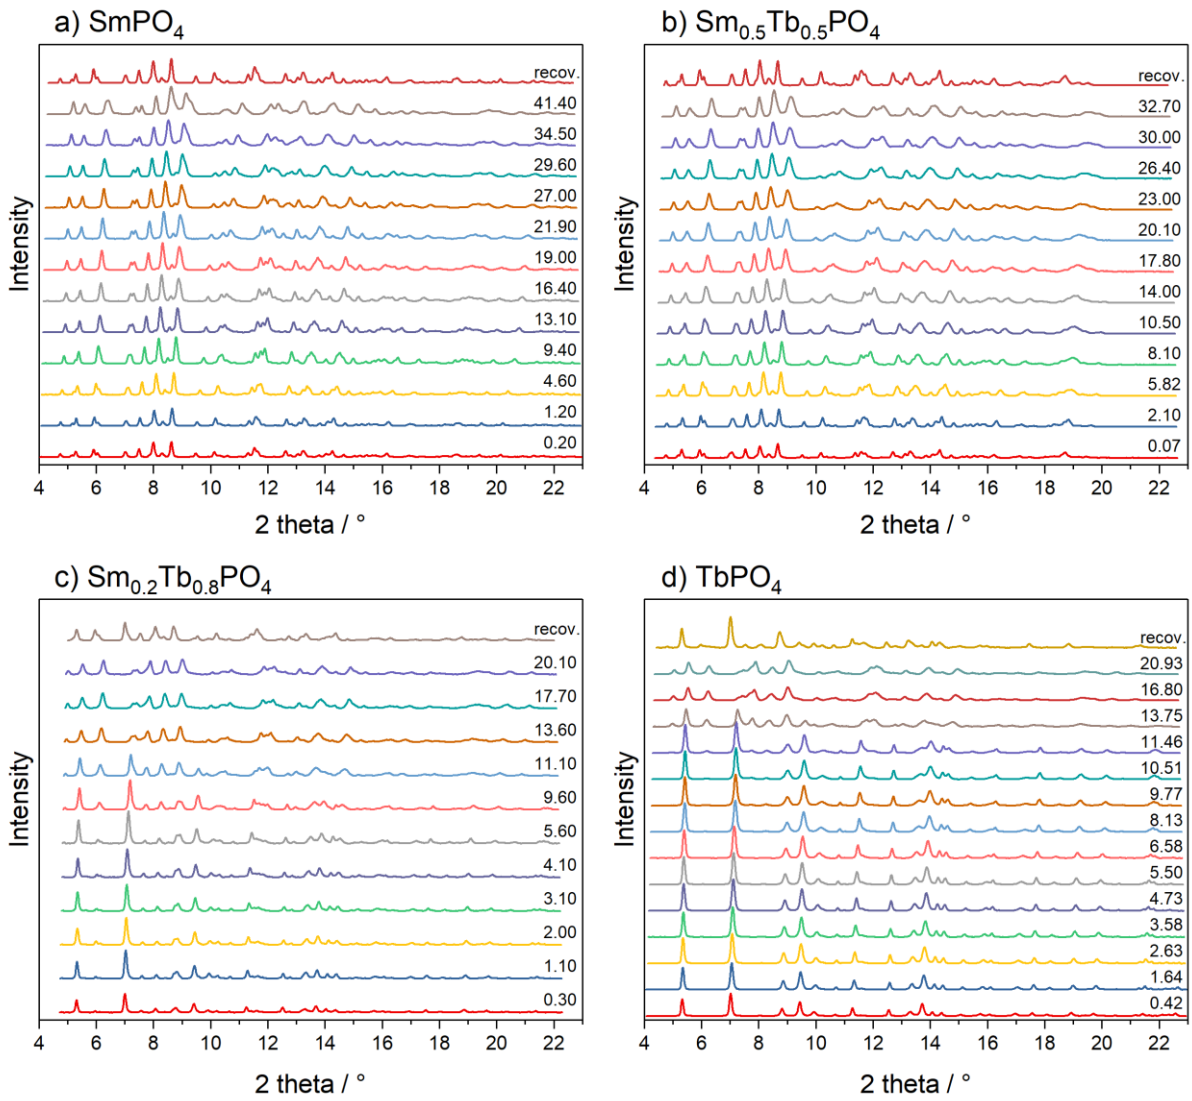 a) SmPO4
recov.
41.40
34.50
29.60
27.00
21.90
19.00
16.40
13.10
9.40
4.60
1.20
0.20
Intensity
4 6 8 10 12 14 16 18 20 22
2 theta / °
b) Sm0.5Tb0.5PO4
recov.
32.70
30.00
26.40
23.00
20.10
17.80
14.00
10.50
8.10
5.82
2.10
0.07
Intensity
4 6 8 10 12 14 16 18 20 22
2 theta / °
c) Sm0.2Tb0.8PO4
recov.
20.10
17.70
13.60
11.10
9.60
5.60
4.10
3.10
2.00
1.10
0.30
Intensity
4 6 8 10 12 14 16 18 20 22
2 theta / °
d) TbPO4
recov.
20.93
16.80
13.75
11.46
10.51
9.77
8.13
6.58
5.50
4.73
3.58
2.63
1.64
0.42
Intensity
4 6 8 10 12 14 16 18 20 22
2 theta / °